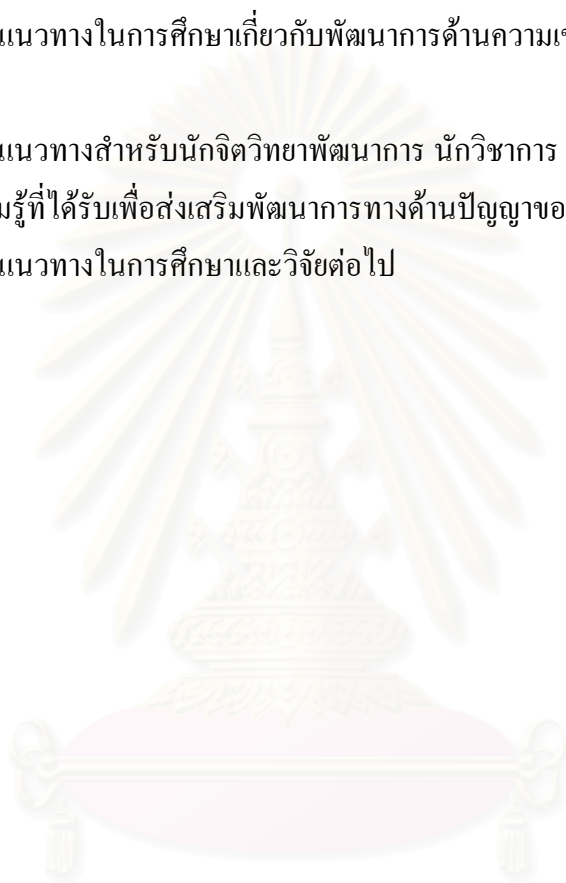 แนวทางในการศึกษาเกี่ยวกับพัฒนาการด้านความเ
แนวทางสำหรับนักจิตวิทยาพัฒนาการ นักวิชาการ
มรู้ที่ได้รับเพื่อส่งเสริมพัฒนาการทางด้านปัญญาขอ
แนวทางในการศึกษาและวิจัยต่อไป